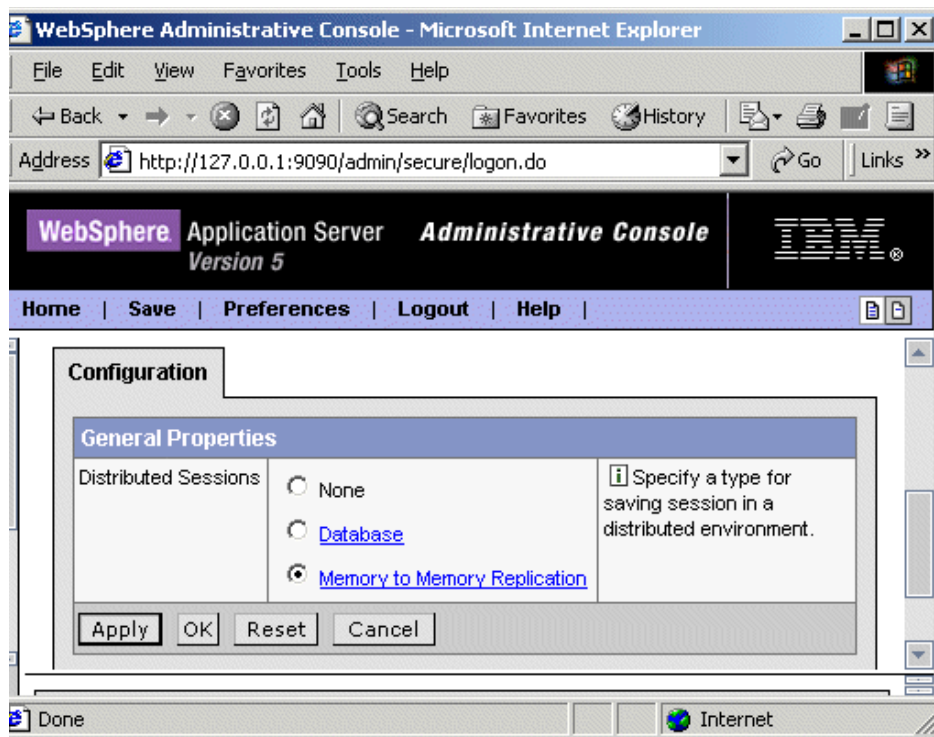 WebSphere Administrative Console - Microsoft Internet Explorer
File Edit View Favorites Tools Help
Back Search Favorites History
Address http://127.0.0.1:9090/admin/secure/logon.do Go Links »
WebSphere. Application Server Administrative Console IBM®
Version 5
Home | Save | Preferences | Logout | Help |
Configuration
General Properties
Distributed Sessions
None
Database
Memory to Memory Replication
i Specify a type for
saving session in a
distributed environment.
Apply OK Reset Cancel
Done Internet